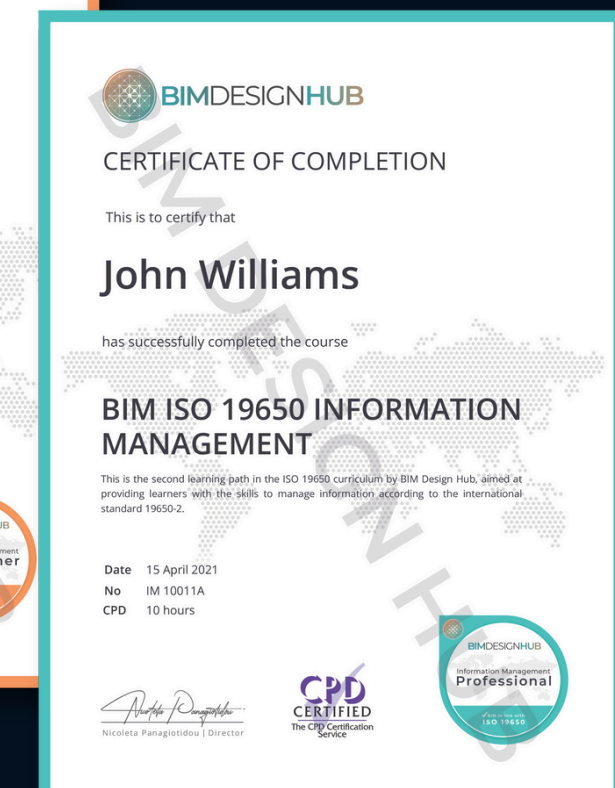 BIMDESIGNHUB
CERTIFICATE OF COMPLETION
This is to certify that
John Williams
has successfully completed the course
BIM ISO 19650 INFORMATION
MANAGEMENT
This is the second learning path in the ISO 19650 curriculum by BIM Design Hub, aimed at
providing learners with the skills to manage information according to the international
standard 19650-2.
Date 15 April 2021
No IM 10011A
CPD 10 hours
Nicoleta Panagiotidou | Director
CPD
CERTIFIED
The CPD Certification
Service
BIMDESIGNHUB
Information Management
Professional
ISO 19650
BIM DESIGN HUB